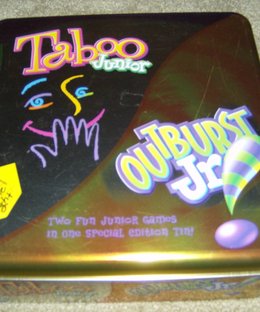 Taboo
Junior
OUTBURST
Jr
Two Fun Junior Games
in one Special Edition Tin!